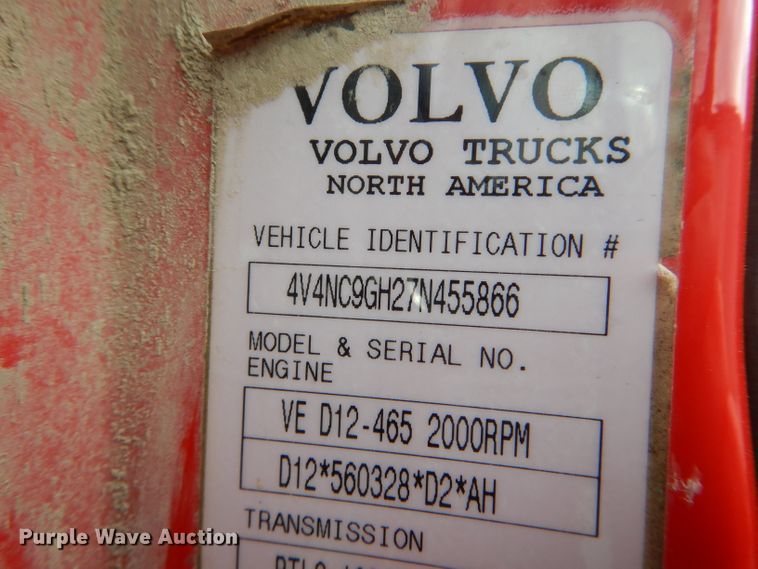 VOLVO
VOLVO TRUCKS
NORTH AMERICA
VEHICLE IDENTIFICATION #
4V4NC9GH27N455866
MODEL & SERIAL NO.
ENGINE
VE D12-465 2000RPM
D12*560328*D2*AH
TRANSMISSION
Purple Wave Auction